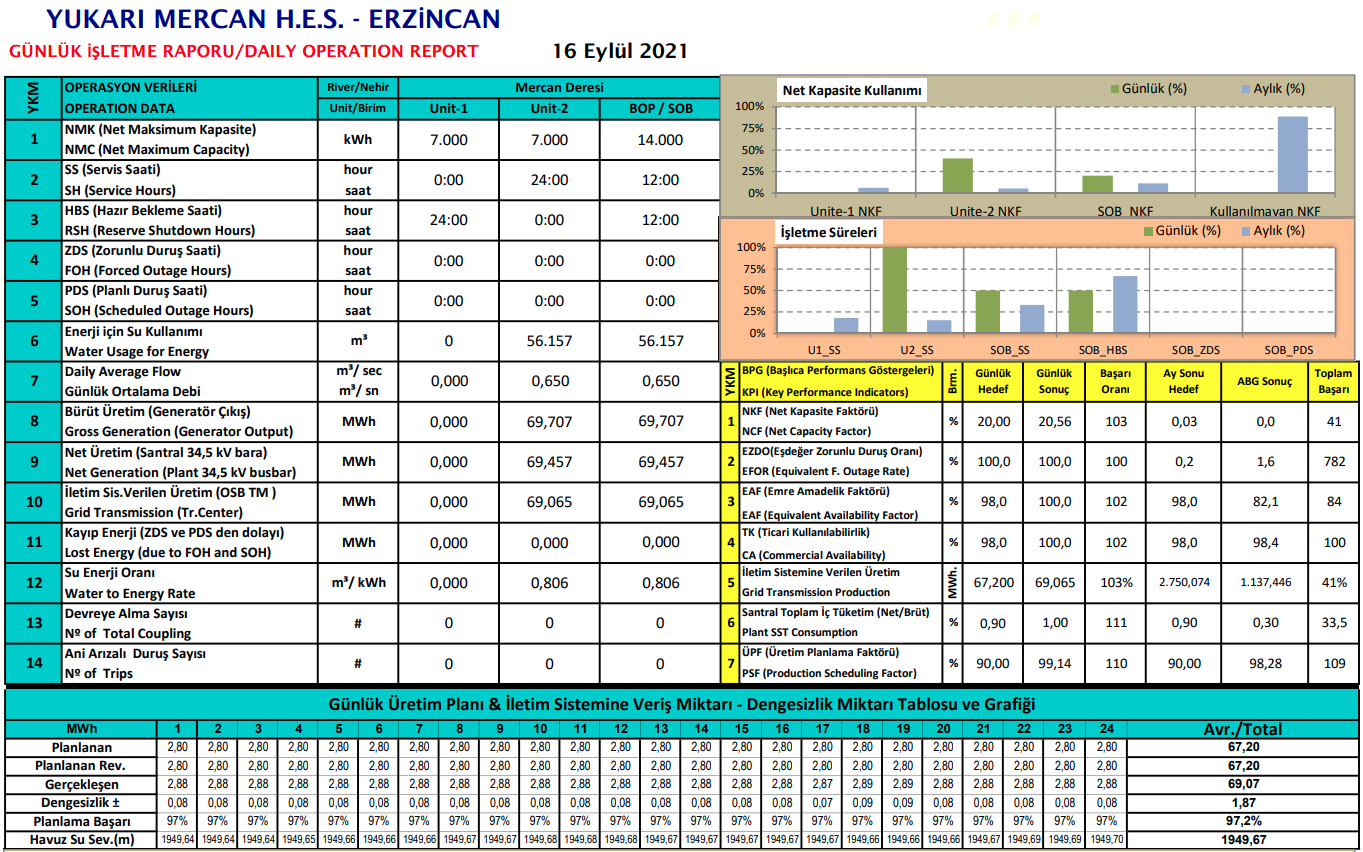 YUKARI MERCAN H.E.S. - ERZİNCAN
# # #
GÜNLÜK İŞLETME RAPORU/DAILY OPERATION REPORT 16 Eylül 2021
YKM
OPERASYON VERİLERİ River/Nehir Mercan Deresi
OPERATION DATA Unit/Birim Unit-1 Unit-2 BOP / SOB
1 NMK (Net Maksimum Kapasite) kWh 7.000 7.000 14.000
NMC (Net Maximum Capacity)
2 SS (Servis Saati) hour 0:00 24:00 12:00
SH (Service Hours) saat
3 HBS (Hazır Bekleme Saati) hour 24:00 0:00 12:00
RSH (Reserve Shutdown Hours) saat
4 ZDS (Zorunlu Duruş Saati) hour 0:00 0:00 0:00
FOH (Forced Outage Hours) saat
5 PDS (Planlı Duruş Saati) hour 0:00 0:00 0:00
SOH (Scheduled Outage Hours) saat
6 Enerji için Su Kullanımı m³ 0 56.157 56.157
Water Usage for Energy
7 Daily Average Flow m³/ sec 0,000 0,650 0,650
Günlük Ortalama Debi m³/ sn
8 Bürüt Üretim (Generatör Çıkış) MWh 0,000 69,707 69,707
Gross Generation (Generator Output)
9 Net Üretim (Santral 34,5 kV bara) MWh 0,000 69,457 69,457
Net Generation (Plant 34,5 kV busbar)
10 İletim Sis.Verilen Üretim (OSB TM ) MWh 0,000 69,065 69,065
Grid Transmission (Tr.Center)
11 Kayıp Enerji (ZDS ve PDS den dolayı) MWh 0,000 0,000 0,000
Lost Energy (due to FOH and SOH)
12 Su Enerji Oranı m³/ kWh 0,000 0,806 0,806
Water to Energy Rate
13 Devreye Alma Sayısı # 0 0 0
Nº of Total Coupling
14 Ani Arızalı Duruş Sayısı # 0 0 0
Nº of Trips
Net Kapasite Kullanımı Günlük (%) Aylık (%)
100%
75%
50%
25%
0%
Unite-1 NKF Unite-2 NKF SOB_NKF Kullanılmayan NKF
İşletme Süreleri Günlük (%) Aylık (%)
100%
75%
50%
25%
0%
U1_SS U2_SS SOB_SS SOB_HBS SOB_ZDS SOB_PDS
YKM BPG (Başlıca Performans Göstergeleri) Brm. Günlük Günlük Başarı Ay Sonu ABG Sonuç Toplam
KPI (Key Performance Indicators) Hedef Sonuç Oranı Hedef Başarı
1 NKF (Net Kapasite Faktörü) % 20,00 20,56 103 0,03 0,0 41
NCF (Net Capacity Factor)
2 EZDO(Eşdeğer Zorunlu Duruş Oranı) % 100,0 100,0 100 0,2 1,6 782
EFOR (Equivalent F. Outage Rate)
3 EAF (Emre Amadelik Faktörü) % 98,0 100,0 102 98,0 82,1 84
EAF (Equivalent Availability Factor)
4 TK (Ticari Kullanılabilirlik) % 98,0 100,0 102 98,0 98,4 100
CA (Commercial Availability)
5 İletim Sistemine Verilen Üretim MWh. 67,200 69,065 103% 2.750,074 1.137,446 41%
Grid Transmission Production
6 Santral Toplam İç Tüketim (Net/Brüt) % 0,90 1,00 111 0,90 0,30 33,5
Plant SST Consumption
7 ÜPF (Üretim Planlama Faktörü) % 90,00 99,14 110 90,00 98,28 109
PSF (Production Scheduling Factor)
Günlük Üretim Planı & İletim Sistemine Veriş Miktarı - Dengesizlik Miktarı Tablosu ve Grafiği
MWh 1 2 3 4 5 6 7 8 9 10 11 12 13 14 15 16 17 18 19 20 21 22 23 24 Avr./Total
Planlanan 2,80 2,80 2,80 2,80 2,80 2,80 2,80 2,80 2,80 2,80 2,80 2,80 2,80 2,80 2,80 2,80 2,80 2,80 2,80 2,80 2,80 2,80 2,80 2,80 67,20
Planlanan Rev. 2,80 2,80 2,80 2,80 2,80 2,80 2,80 2,80 2,80 2,80 2,80 2,80 2,80 2,80 2,80 2,80 2,80 2,80 2,80 2,80 2,80 2,80 2,80 2,80 67,20
Gerçekleşen 2,88 2,88 2,88 2,88 2,88 2,88 2,88 2,88 2,88 2,88 2,88 2,88 2,88 2,88 2,88 2,88 2,87 2,89 2,89 2,88 2,88 2,88 2,88 2,88 69,07
Dengesizlik ± 0,08 0,08 0,08 0,08 0,08 0,08 0,08 0,08 0,08 0,08 0,08 0,08 0,08 0,08 0,08 0,08 0,07 0,09 0,09 0,08 0,08 0,08 0,08 0,08 1,87
Planlama Başarı 97% 97% 97% 97% 97% 97% 97% 97% 97% 97% 97% 97% 97% 97% 97% 97% 97% 97% 97% 97% 97% 97% 97% 97% 97,2%
Havuz Su Sev.(m) 1949,64 1949,64 1949,64 1949,65 1949,66 1949,66 1949,67 1949,67 1949,67 1949,68 1949,68 1949,68 1949,67 1949,67 1949,66 1949,66 1949,66 1949,66 1949,66 1949,66 1949,67 1949,69 1949,69 1949,70 1949,67